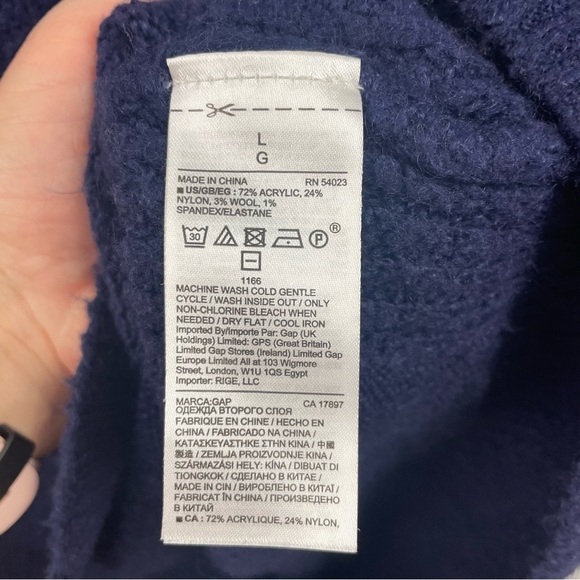 L
G
MADE IN CHINA RN 54023
■ US/GB/EG : 72% ACRYLIC, 24%
NYLON, 3% WOOL, 1%
SPANDEX/ELASTANE
30 P ®
1166
MACHINE WASH COLD GENTLE
CYCLE / WASH INSIDE OUT / ONLY
NON-CHLORINE BLEACH WHEN
NEEDED / DRY FLAT / COOL IRON
Imported By/Importe Par: Gap (UK
Holdings) Limited: GPS (Great Britain)
Limited Gap Stores (Ireland) Limited Gap
Europe Limited All at 103 Wigmore
Street, London, W1U 1QS Egypt
Importer: RIGE, LLC
MARCA:GAP CA 17897
ОДЕЖДА ВТОРОГО СЛОЯ
FABRIQUE EN CHINE / HECHO EN
CHINA / FABRICADO NA CHINA /
ΚΑΤΑΣΚΕΥΑΣΤΗΚΕ ΣΤΗΝ ΚΙΝΑ / 中國
製造 / ZEMLJA PROIZVODNJE KINA /
SZÁRMAZÁSI HELY: KÍNA / DIBUAT DI
TIONGKOK / СДЕЛАНО В КИТАЕ /
MADE IN CIN / ВИРОБЛЕНО В КИТАЇ /
FABRICAT ÎN CHINA / ПРОИЗВЕДЕНО
В КИТАЙ
■ CA : 72% ACRYLIQUE, 24% NYLON,